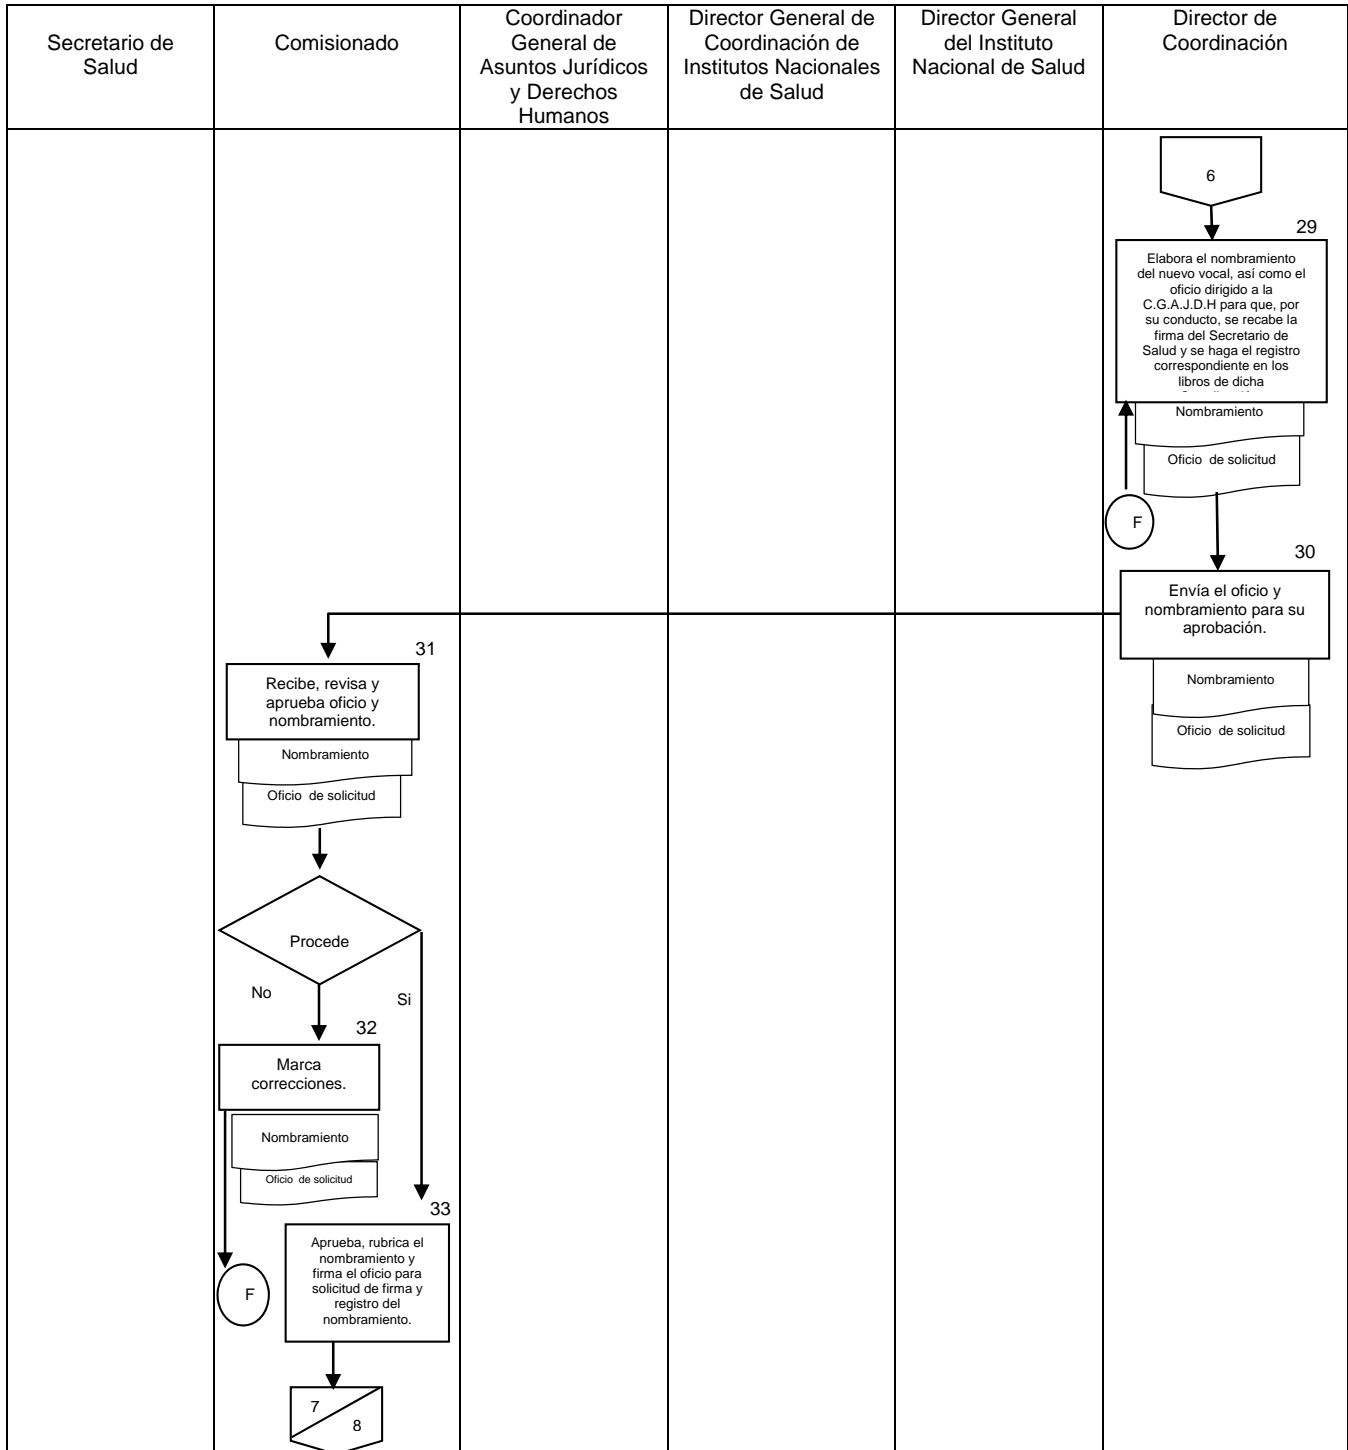 Secretario de
Salud
Comisionado
Coordinador
General de
Asuntos Jurídicos
y Derechos
Humanos
Director General de
Coordinación de
Institutos Nacionales
de Salud
Director General
del Instituto
Nacional de Salud
Director de
Coordinación
6
29
Elabora el nombramiento
del nuevo vocal, así como el
oficio dirigido a la
C.G.A.J.D.H para que, por
su conducto, se recabe la
firma del Secretario de
Salud y se haga el registro
correspondiente en los
libros de dicha
Nombramiento
Oficio de solicitud
F
30
Envía el oficio y
nombramiento para su
aprobación.
Nombramiento
Oficio de solicitud
31
Recibe, revisa y
aprueba oficio y
nombramiento.
Nombramiento
Oficio de solicitud
Procede
No
Si
32
Marca
correcciones.
Nombramiento
Oficio de solicitud
F
33
Aprueba, rubrica el
nombramiento y
firma el oficio para
solicitud de firma y
registro del
nombramiento.
7
8